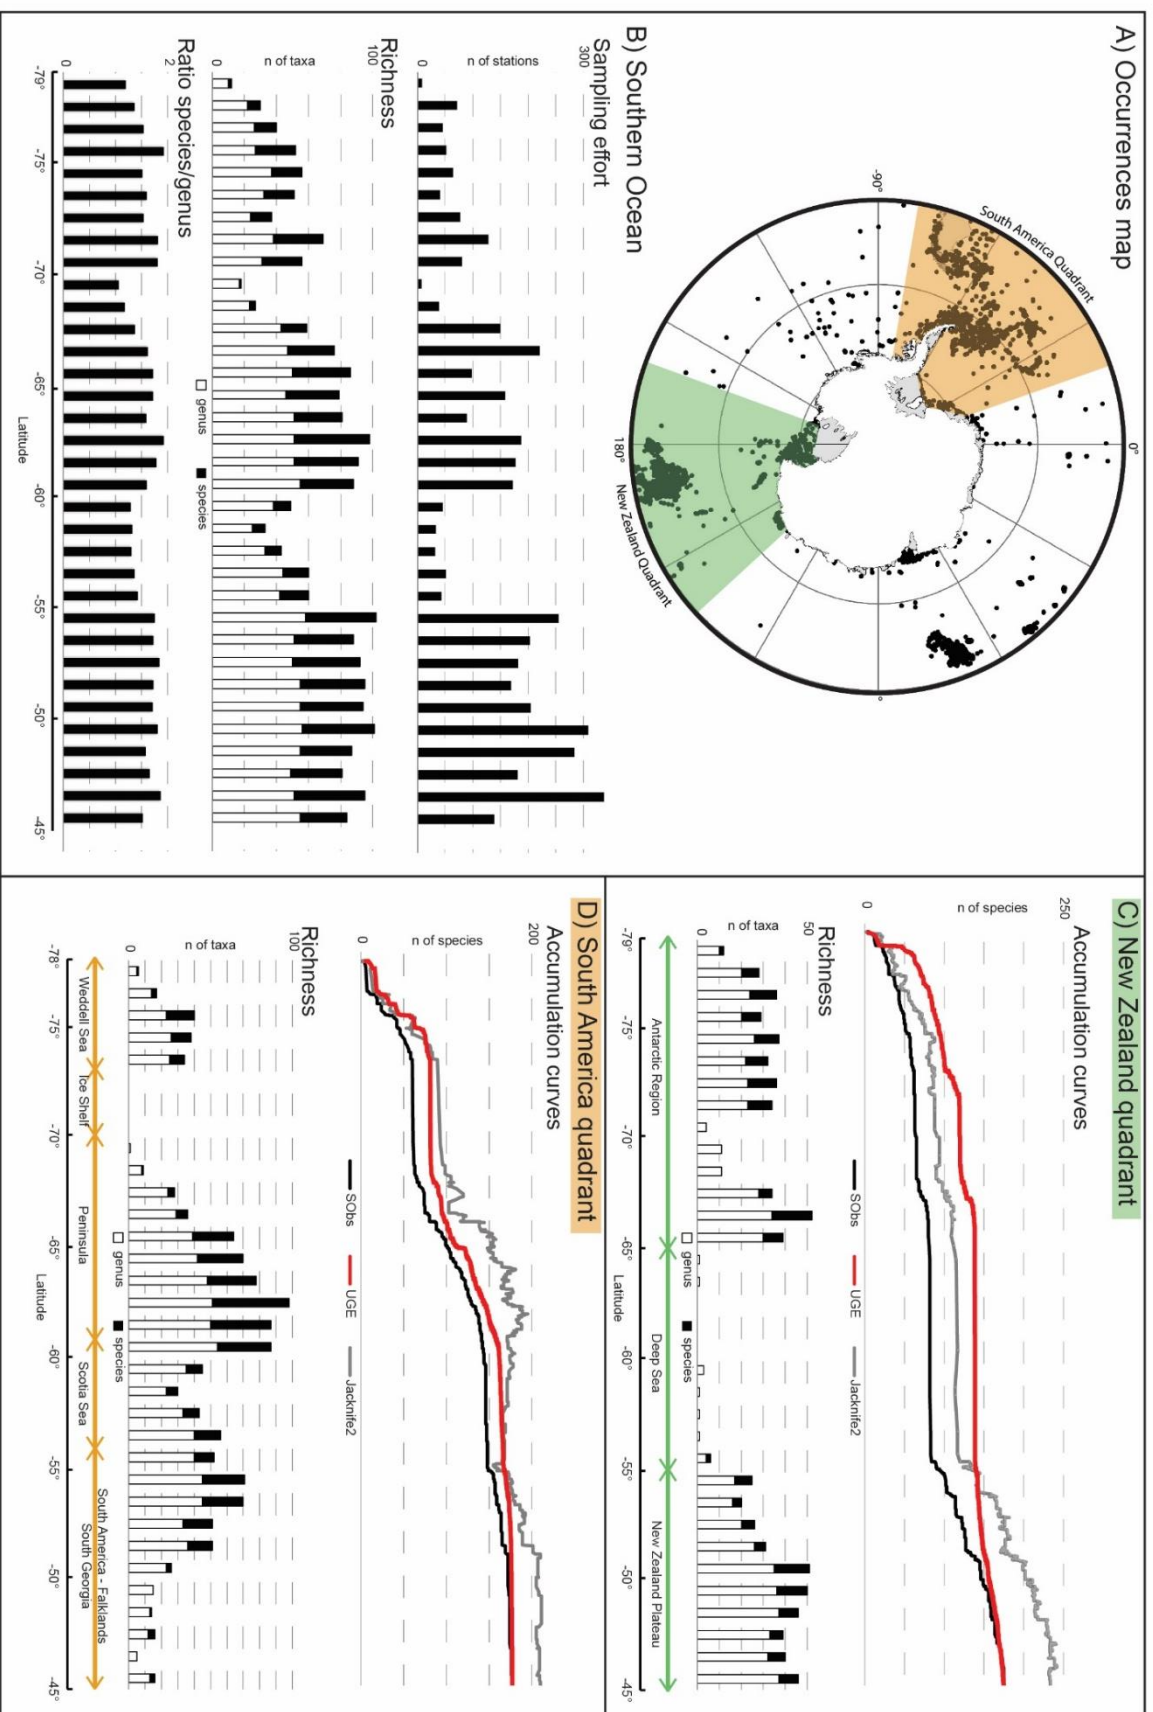 A) Occurrences map
-90°
South America Quadrant
0°
180°
New Zealand Quadrant
B) Southern Ocean
Sampling effort
300
n of stations
0
Richness
100
n of taxa
0
Ratio species/genus
2
0
-79°
-75°
-70°
-65°
-60°
-55°
-50°
-45°
genus
species
Latitude
C) New Zealand quadrant
Accumulation curves
250
n of species
0
SObs
UGE
Jacknife2
Richness
50
n of taxa
0
genus
species
Antarctic Region
Deep Sea
New Zealand Plateau
-79°
-75°
-70°
-65°
-60°
-55°
-50°
-45°
Latitude
D) South America quadrant
Accumulation curves
200
n of species
0
SObs
UGE
Jacknife2
Richness
100
n of taxa
0
genus
species
Weddell Sea
Ice Shelf
Peninsula
Scotia Sea
South America - Falklands
South Georgia
-78°
-75°
-70°
-65°
-60°
-55°
-50°
-45°
Latitude